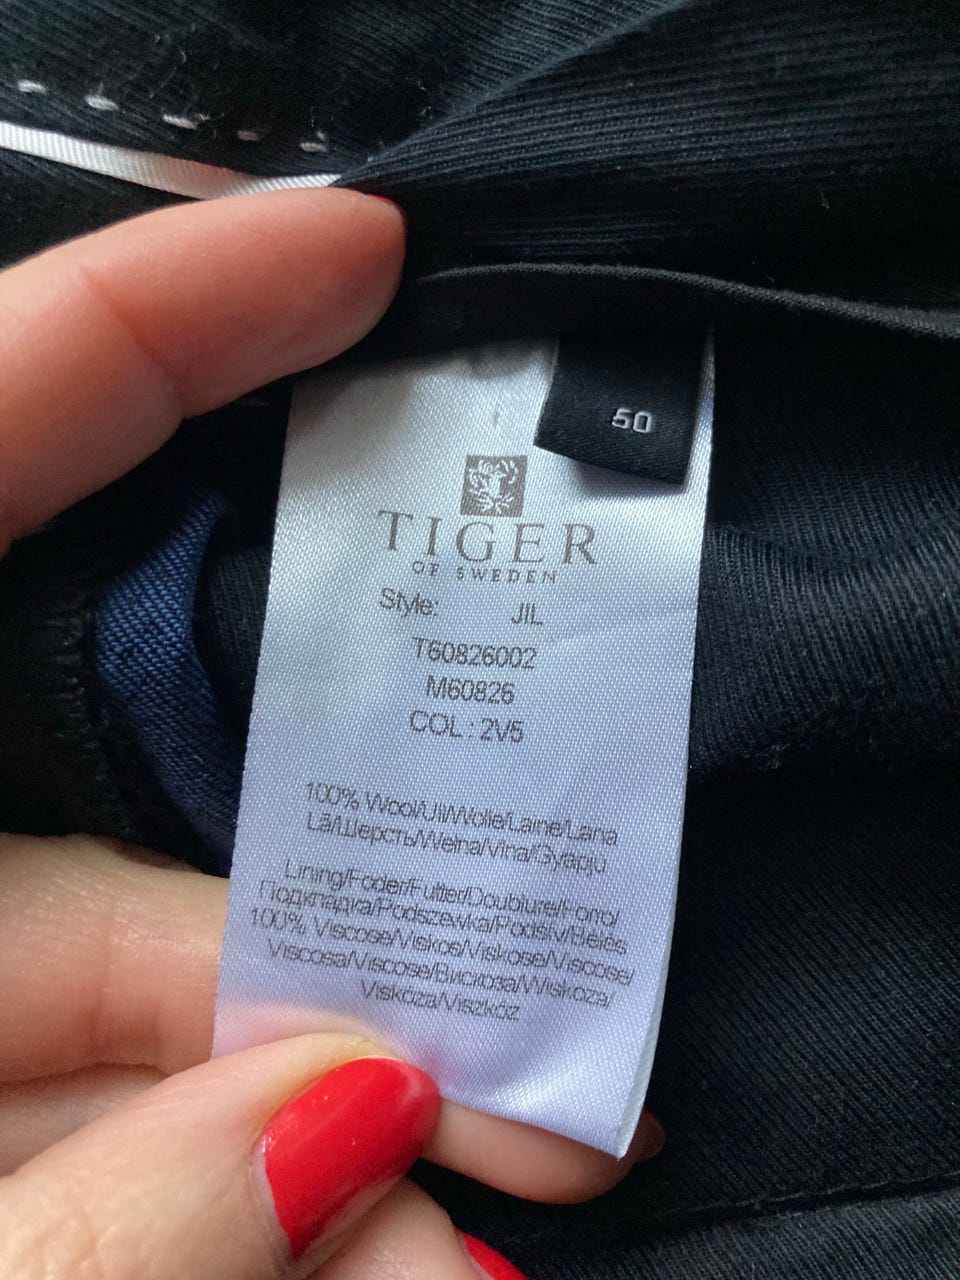 50
TIGER
OF SWEDEN
Style: JIL
T60826002
M60826
COL : 2V5
100% Wool/Ull/Wolle/Laine/Lana
Lã/Шерсть/Wełna/Vlna/Gyapjú
Lining/Foder/Futter/Doublure/Forro/
Подкладка/Podszewka/Podsiv/Bélés
100% Viscose/Viskos/Viskose/Viscose/
Viscosa/Viscose/Вискоза/Wiskoza/
Viskóza/Viszkóz